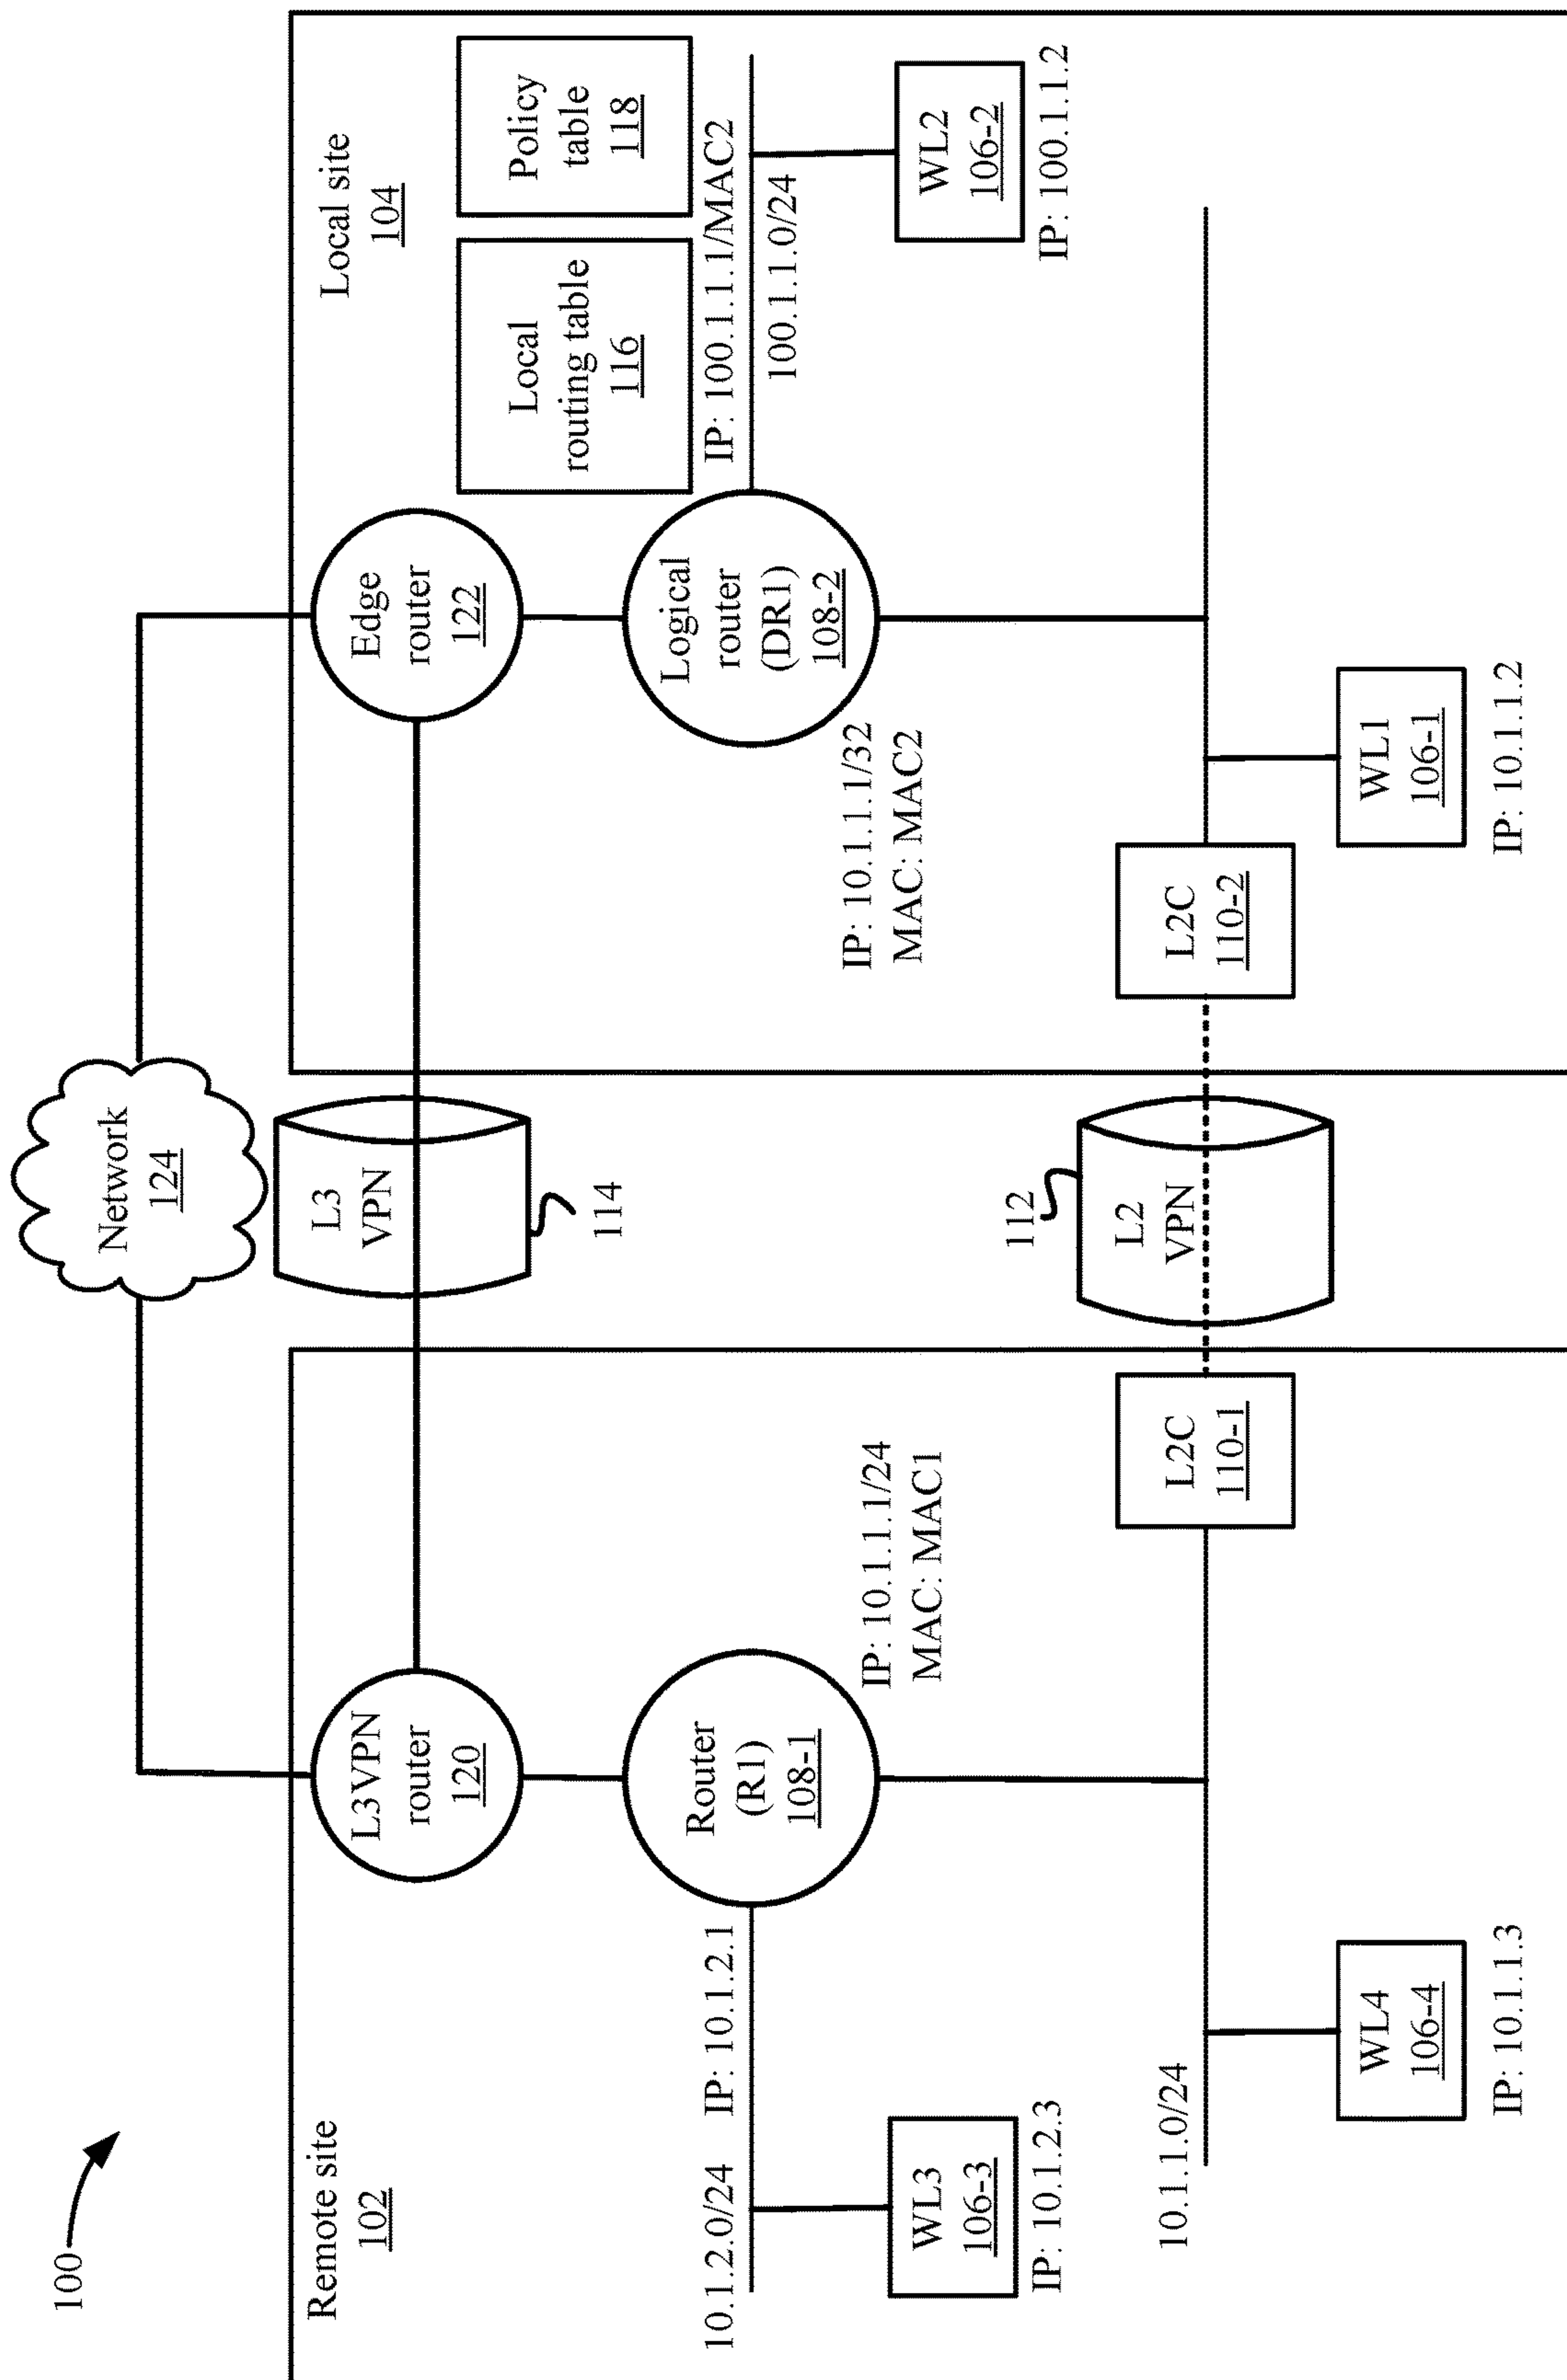 100
Network
124
Remote site
102
Local site
104
L3VPN
router
120
L3
VPN
114
Edge
router
122
Local
routing table
116
Policy
table
118
10.1.2.0/24
IP: 10.1.2.1
Router
(R1)
108-1
IP: 10.1.1.1/24
MAC: MAC1
Logical
router
(DR1)
108-2
IP: 10.1.1.1/32
MAC: MAC2
IP: 100.1.1.1/MAC2
100.1.1.0/24
WL3
106-3
IP: 10.1.2.3
WL2
106-2
IP: 100.1.1.2
10.1.1.0/24
L2C
110-1
112
L2
VPN
L2C
110-2
WL4
106-4
IP: 10.1.1.3
WL1
106-1
IP: 10.1.1.2